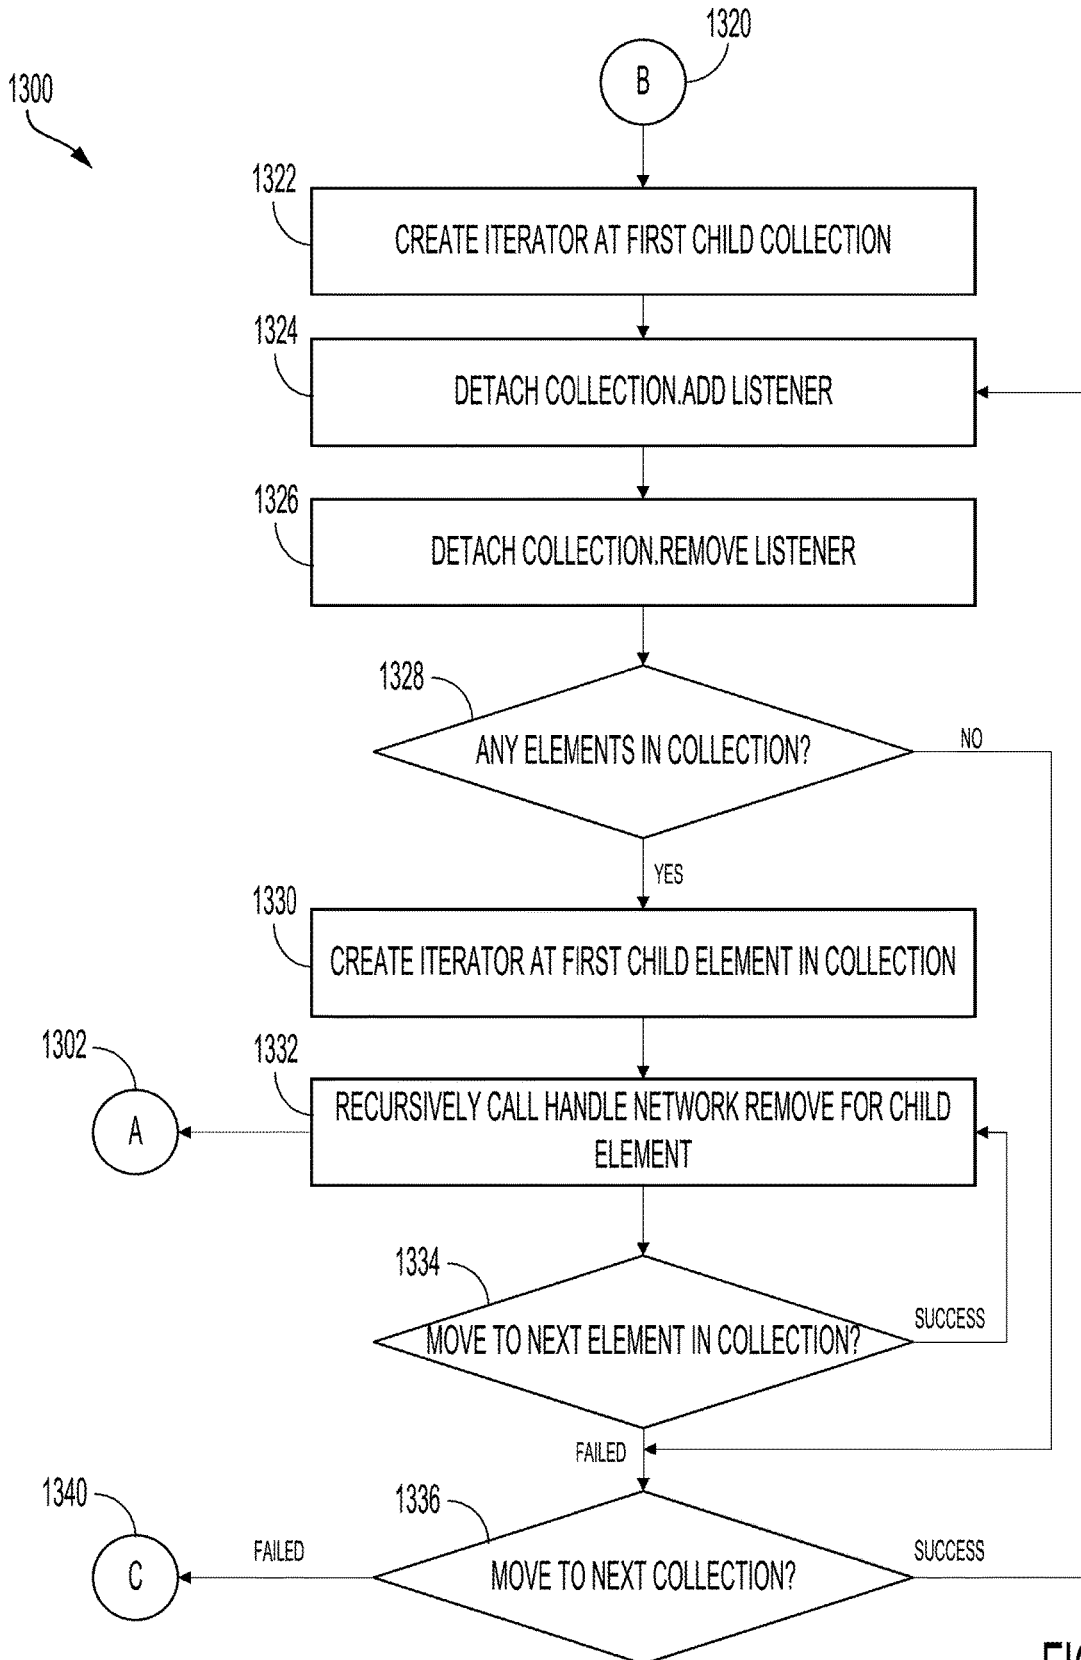 1320
B
1300
1322
CREATE ITERATOR AT FIRST CHILD COLLECTION
1324
DETACH COLLECTION.ADD LISTENER
1326
DETACH COLLECTION.REMOVE LISTENER
1328
ANY ELEMENTS IN COLLECTION?
NO
YES
1330
CREATE ITERATOR AT FIRST CHILD ELEMENT IN COLLECTION
1302
A
1332
RECURSIVELY CALL HANDLE NETWORK REMOVE FOR CHILD
ELEMENT
1334
MOVE TO NEXT ELEMENT IN COLLECTION?
SUCCESS
FAILED
1340
C
FAILED
1336
MOVE TO NEXT COLLECTION?
SUCCESS